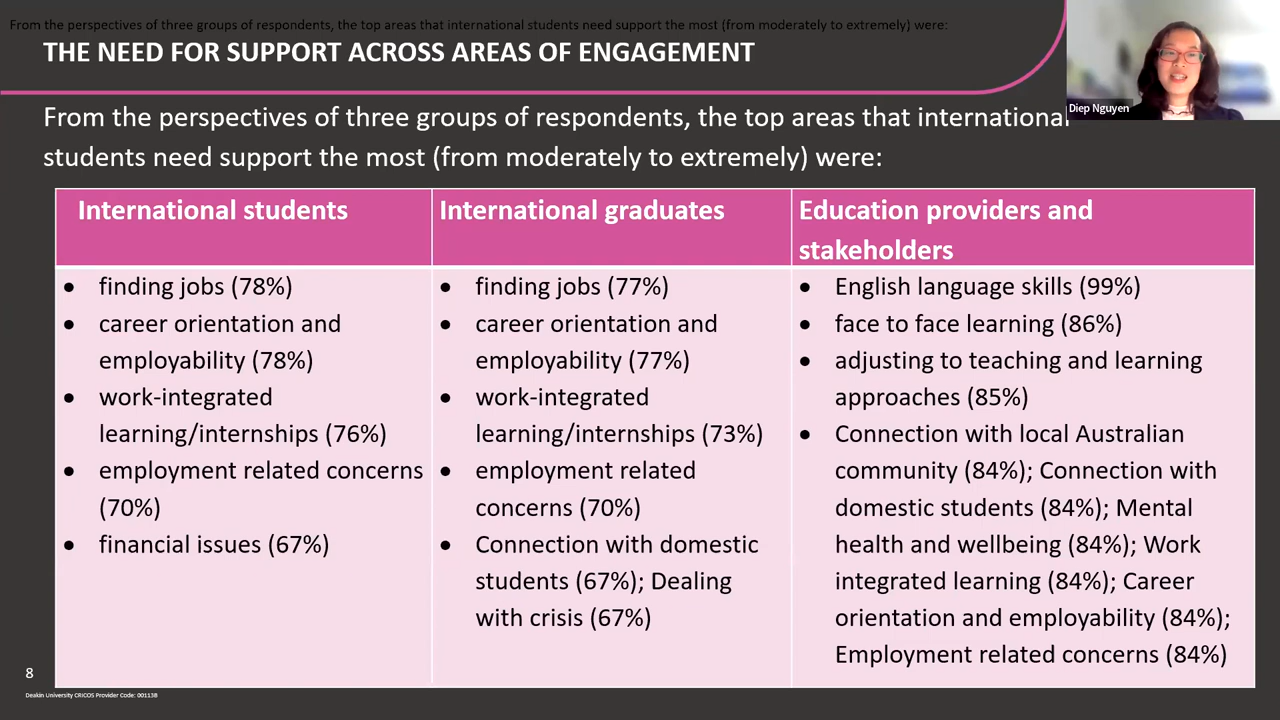 From the perspectives of three groups of respondents, the top areas that international students need support the most (from moderately to extremely) were:
THE NEED FOR SUPPORT ACROSS AREAS OF ENGAGEMENT
Diep Nguyen
From the perspectives of three groups of respondents, the top areas that international
students need support the most (from moderately to extremely) were:
International students
• finding jobs (78%)
• career orientation and
employability (78%)
• work-integrated
learning/internships (76%)
• employment related concerns
(70%)
• financial issues (67%)
International graduates
• finding jobs (77%)
• career orientation and
employability (77%)
• work-integrated
learning/internships (73%)
• employment related
concerns (70%)
• Connection with domestic
students (67%); Dealing
with crisis (67%)
Education providers and
stakeholders
• English language skills (99%)
• face to face learning (86%)
• adjusting to teaching and learning
approaches (85%)
• Connection with local Australian
community (84%); Connection with
domestic students (84%); Mental
health and wellbeing (84%); Work
integrated learning (84%); Career
orientation and employability (84%);
Employment related concerns (84%)
8
Deakin University CRICOS Provider Code: 00113B